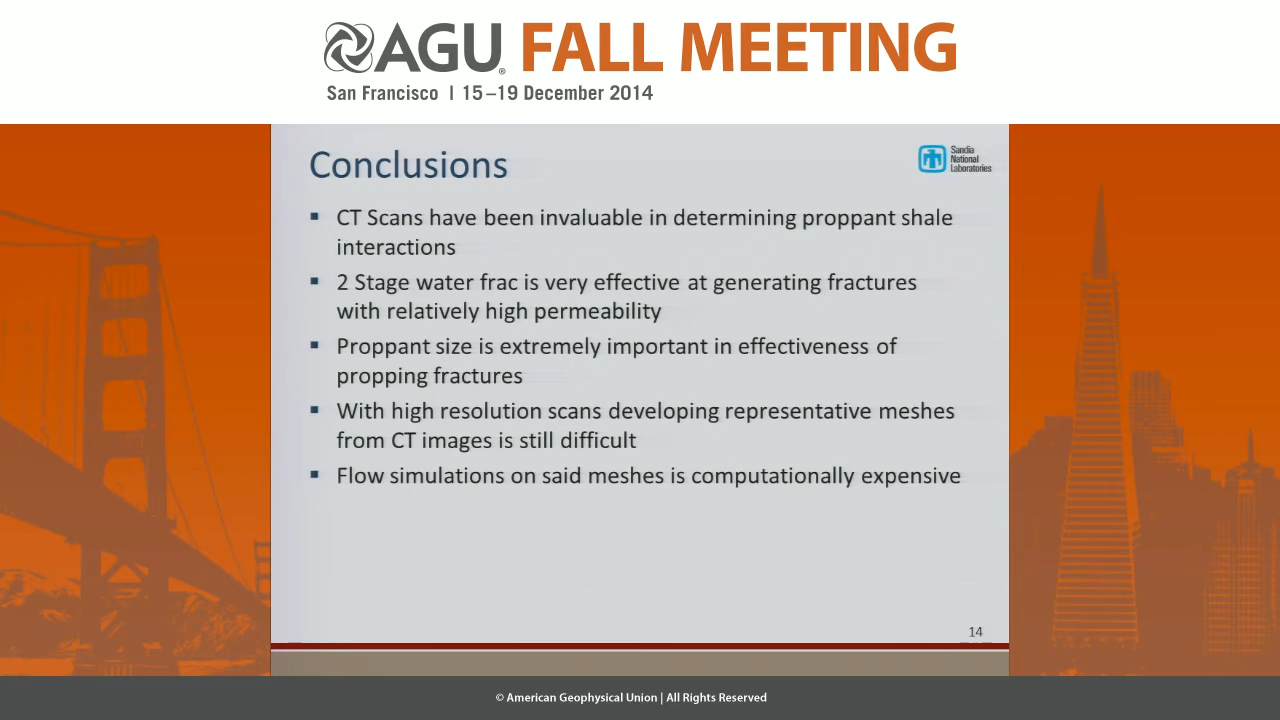 AGU FALL MEETING
San Francisco | 15–19 December 2014
Conclusions
Sandia
National
Laboratories
▪ CT Scans have been invaluable in determining proppant shale
interactions
▪ 2 Stage water frac is very effective at generating fractures
with relatively high permeability
▪ Proppant size is extremely important in effectiveness of
propping fractures
▪ With high resolution scans developing representative meshes
from CT images is still difficult
▪ Flow simulations on said meshes is computationally expensive
14
© American Geophysical Union | All Rights Reserved